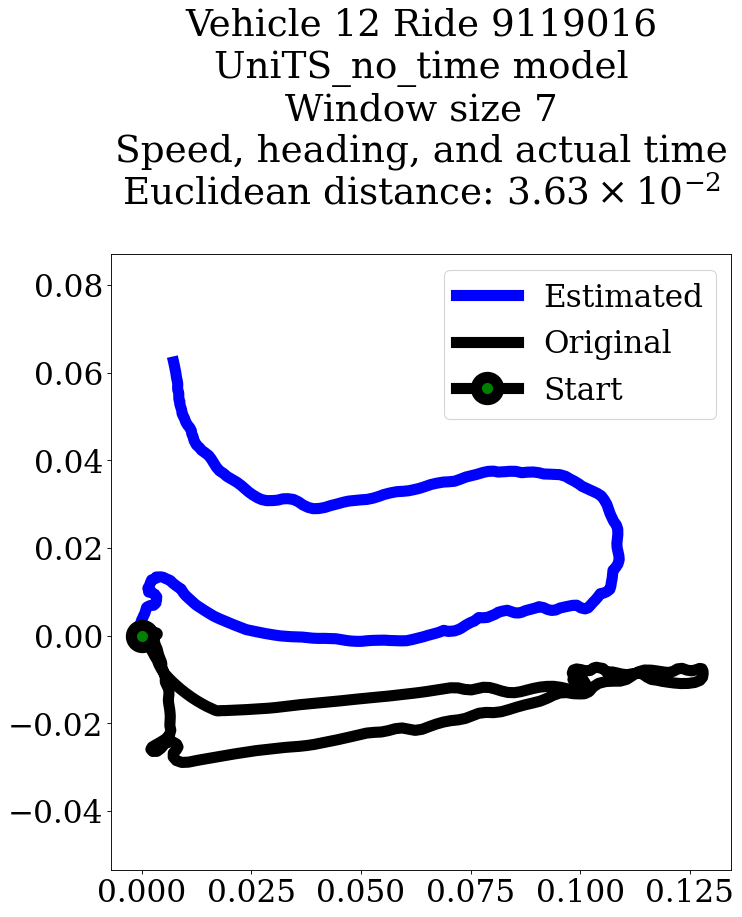 Vehicle 12 Ride 9119016
UniTS_no_time model
Window size 7
Speed, heading, and actual time
Euclidean distance: 3.63 × 10⁻²
Estimated
Original
Start
0.08
0.06
0.04
0.02
0.00
−0.02
−0.04
0.000 0.025 0.050 0.075 0.100 0.125